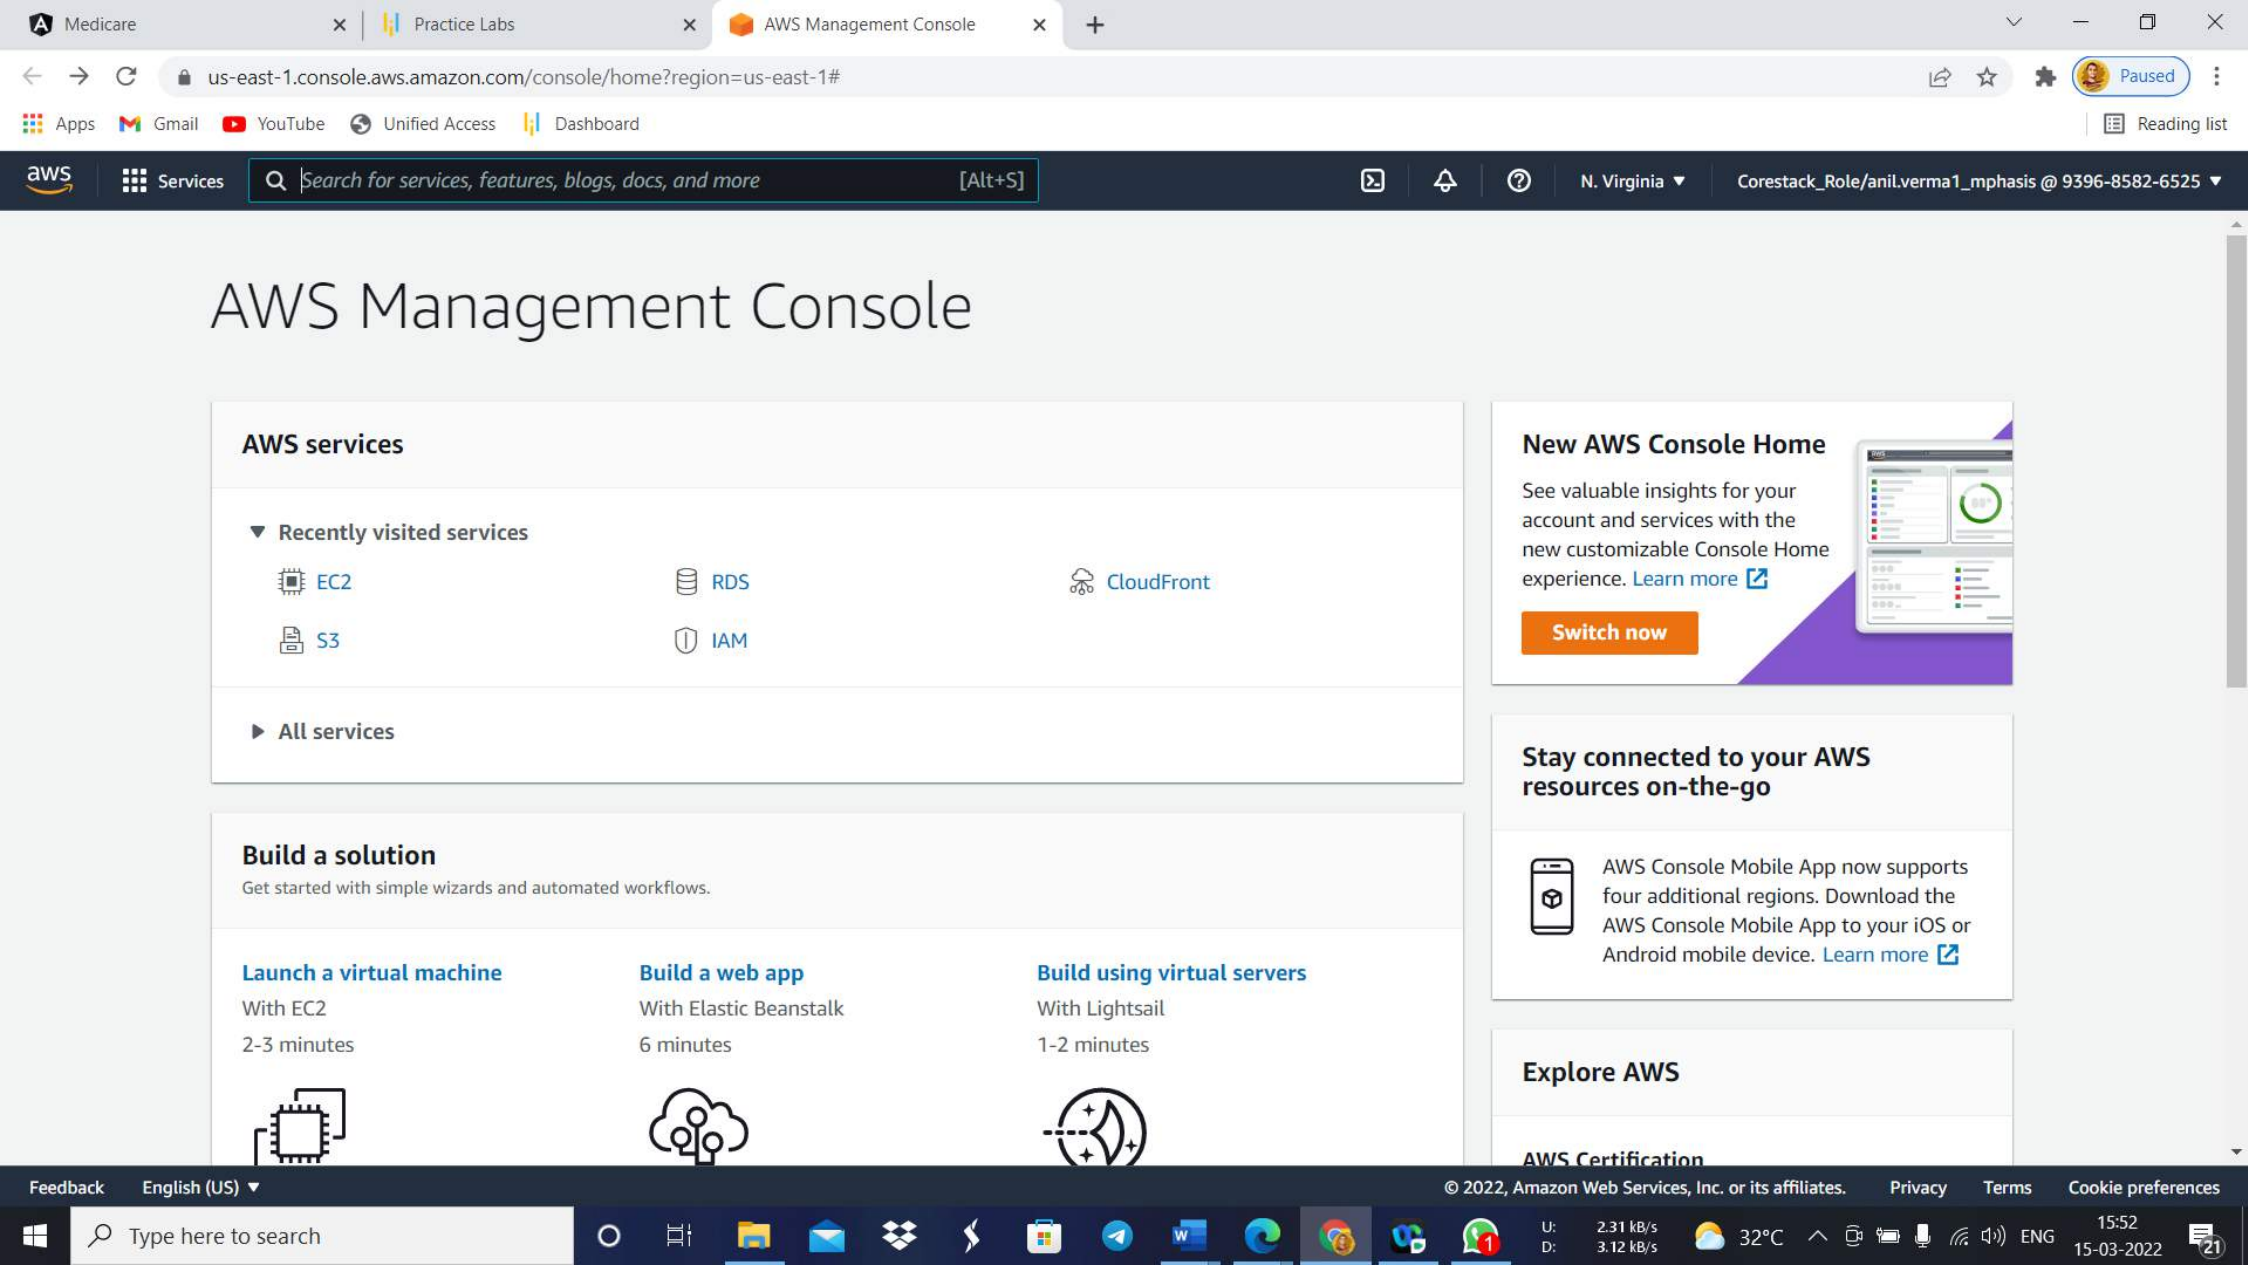 Medicare
Practice Labs
AWS Management Console
us-east-1.console.aws.amazon.com/console/home?region=us-east-1#
Paused
Apps
Gmail
YouTube
Unified Access
Dashboard
Reading list
aws
Services
Search for services, features, blogs, docs, and more
[Alt+S]
N. Virginia ▼
Corestack_Role/anil.verma1_mphasis @ 9396-8582-6525 ▼
AWS Management Console
AWS services
Recently visited services
EC2
RDS
CloudFront
S3
IAM
All services
New AWS Console Home
See valuable insights for your
account and services with the
new customizable Console Home
experience. Learn more
Switch now
Stay connected to your AWS
resources on-the-go
AWS Console Mobile App now supports
four additional regions. Download the
AWS Console Mobile App to your iOS or
Android mobile device. Learn more
Build a solution
Get started with simple wizards and automated workflows.
Launch a virtual machine
With EC2
2-3 minutes
Build a web app
With Elastic Beanstalk
6 minutes
Build using virtual servers
With Lightsail
1-2 minutes
Explore AWS
AWS Certification
Feedback
English (US) ▼
© 2022, Amazon Web Services, Inc. or its affiliates.
Privacy
Terms
Cookie preferences
Type here to search
1
U: 2.31 kB/s
D: 3.12 kB/s
32°C
ENG
15:52
15-03-2022
21